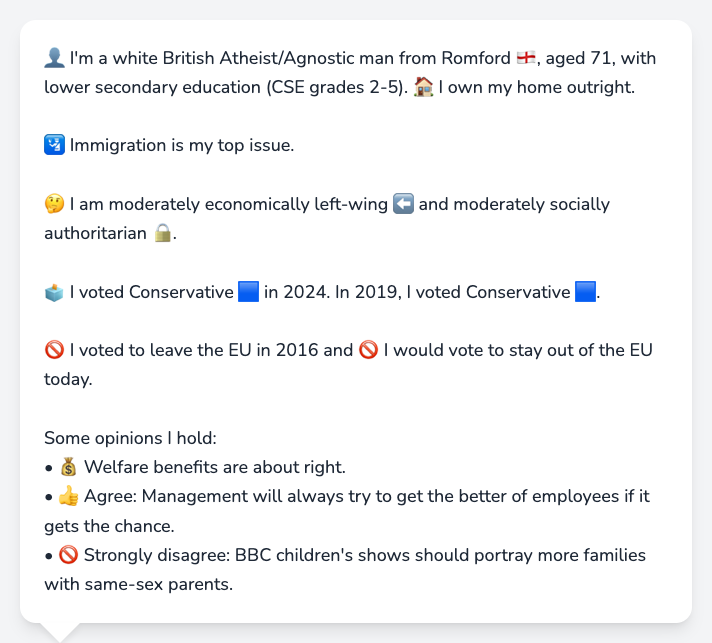 👤 I'm a white British Atheist/Agnostic man from Romford 🏴󠁧󠁢󠁥󠁮󠁧󠁿, aged 71, with
lower secondary education (CSE grades 2-5). 🏠 I own my home outright.
🛂 Immigration is my top issue.
🤔 I am moderately economically left-wing ⬅️ and moderately socially
authoritarian 🔒.
🗳️ I voted Conservative 🟦 in 2024. In 2019, I voted Conservative 🟦.
🚫 I voted to leave the EU in 2016 and 🚫 I would vote to stay out of the EU
today.
Some opinions I hold:
• 💰 Welfare benefits are about right.
• 👍 Agree: Management will always try to get the better of employees if it
gets the chance.
• 🚫 Strongly disagree: BBC children's shows should portray more families
with same-sex parents.